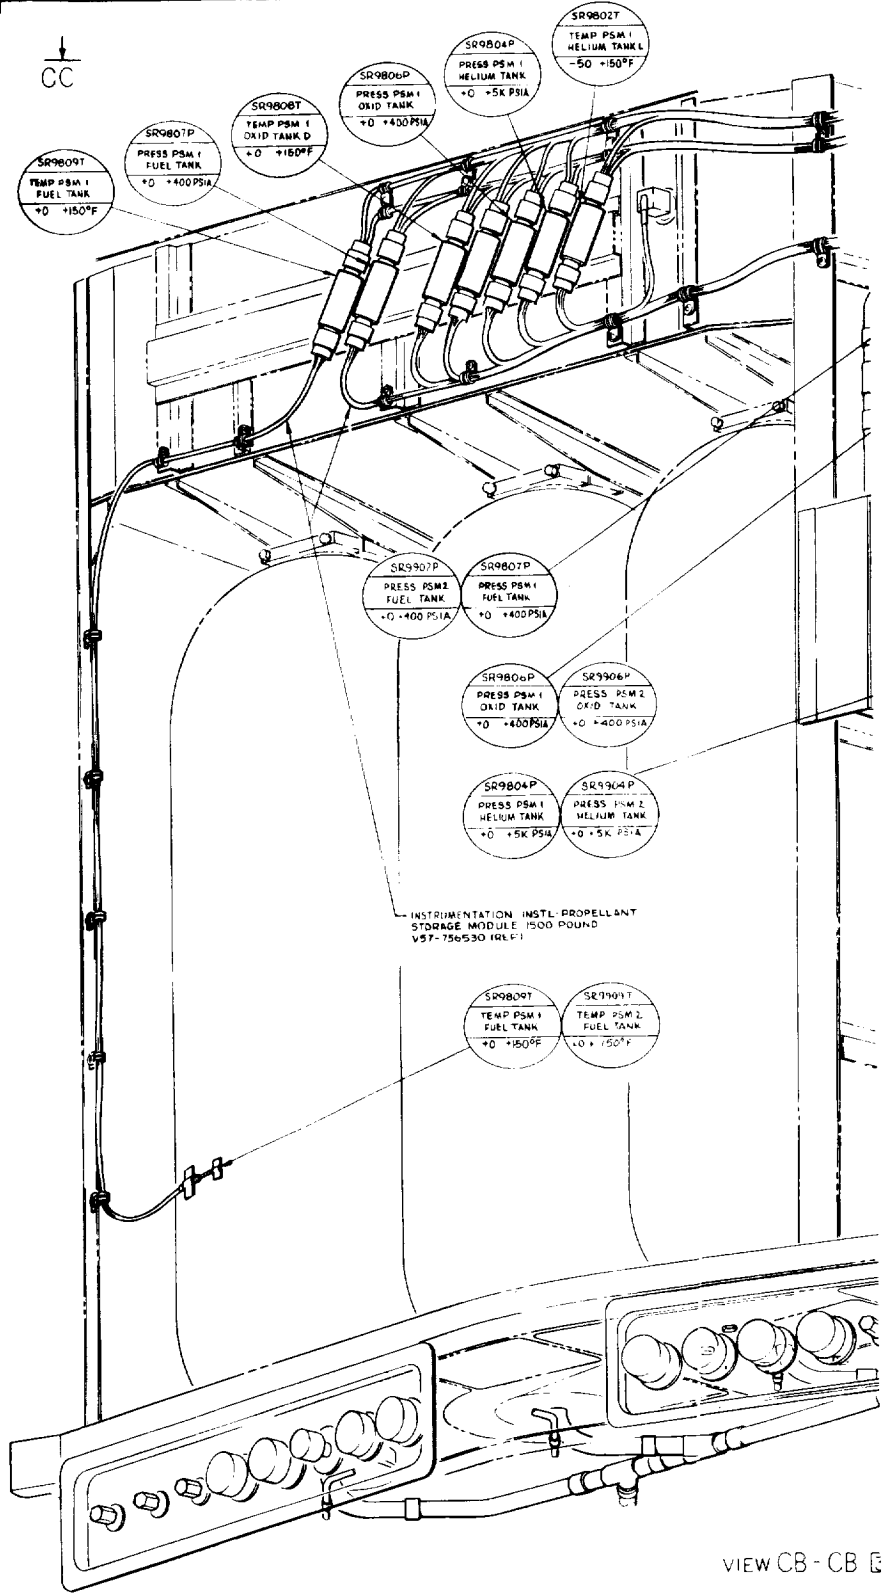 CC
SR9802T
TEMP PSM 1
HELIUM TANK L
-50 +150°F
SR9804P
PRESS PSM 1
HELIUM TANK
+0 +5K PSIA
SR9806P
PRESS PSM 1
OXID TANK
+0 +400 PSIA
SR9808T
TEMP PSM 1
OXID TANK D
+0 +150°F
SR9807P
PRESS PSM 1
FUEL TANK
+0 +400 PSIA
SR9809T
TEMP PSM 1
FUEL TANK
+0 +150°F
SR9907P
PRESS PSM 2
FUEL TANK
+0 +400 PSIA
SR9807P
PRESS PSM 1
FUEL TANK
+0 +400 PSIA
SR9806P
PRESS PSM 1
OXID TANK
+0 +400PSIA
SR9906P
PRESS PSM 2
OXID TANK
+0 +400 PSIA
SR9804P
PRESS PSM 1
HELIUM TANK
+0 +5K PSIA
SR9904P
PRESS PSM 2
HELIUM TANK
+0 +5K PSIA
INSTRUMENTATION INSTL-PROPELLANT
STORAGE MODULE 1500 POUND
V37-756530 (REF)
SR9809T
TEMP PSM 1
FUEL TANK
+0 +150°F
SR9909T
TEMP PSM 2
FUEL TANK
+0 +150°F
VIEW CB-CB